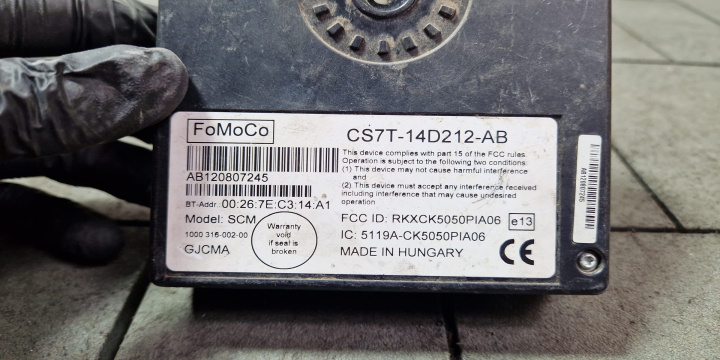 FoMoCo
CS7T-14D212-AB
This device complies with part 15 of the FCC rules.
Operation is subject to the following two conditions:
(1) This device may not cause harmful interference
and
(2) This device must accept any interference received
including interference that may cause undesired
operation
AB120807245
BT-Addr.:00:26:7E:C3:14:A1
Model: SCM
1000 316-002-00
GJCMA
Warranty
void
if seal is
broken
FCC ID: RKXCK5050PIA06
e13
IC: 5119A-CK5050PIA06
MADE IN HUNGARY
CE
AB120807245